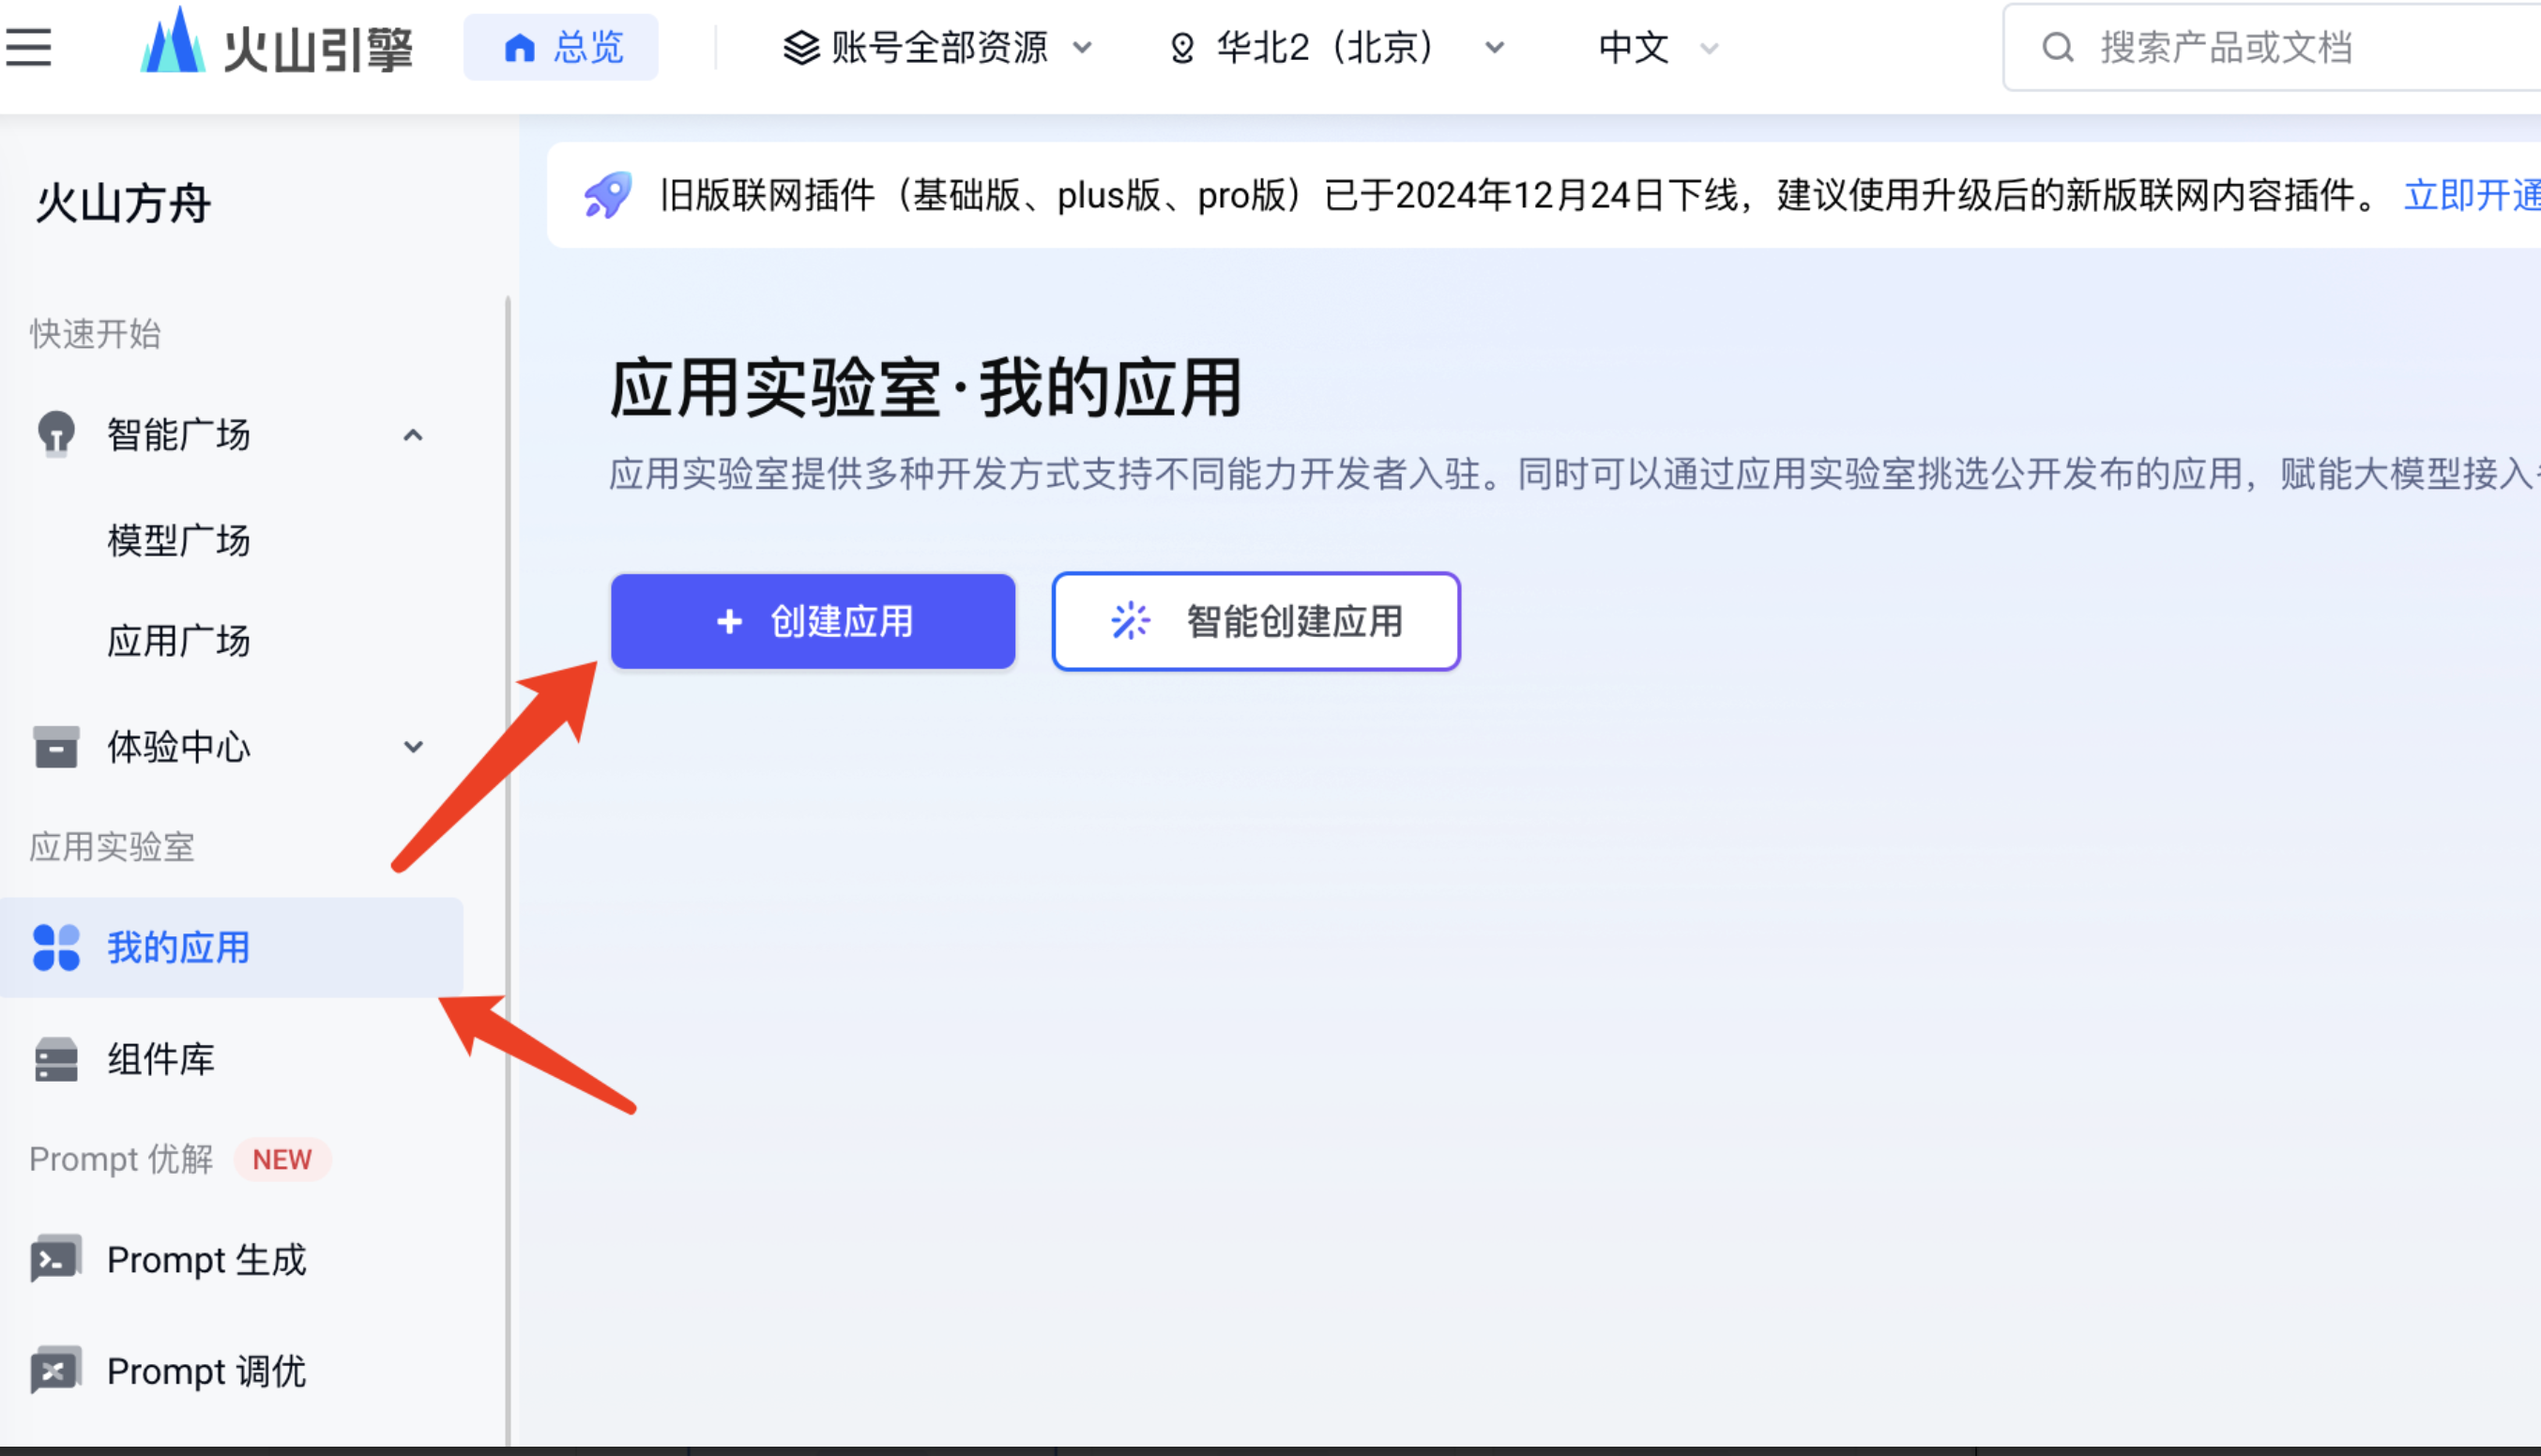 火山引擎 总览 账号全部资源 华北2（北京） 中文 搜索产品或文档
火山方舟
旧版联网插件（基础版、plus版、pro版）已于2024年12月24日下线，建议使用升级后的新版联网内容插件。 立即开通
快速开始
智能广场
模型广场
应用广场
体验中心
应用实验室
我的应用
组件库
Prompt 优解 NEW
Prompt 生成
Prompt 调优
应用实验室·我的应用
应用实验室提供多种开发方式支持不同能力开发者入驻。同时可以通过应用实验室挑选公开发布的应用，赋能大模型接入
+ 创建应用 智能创建应用